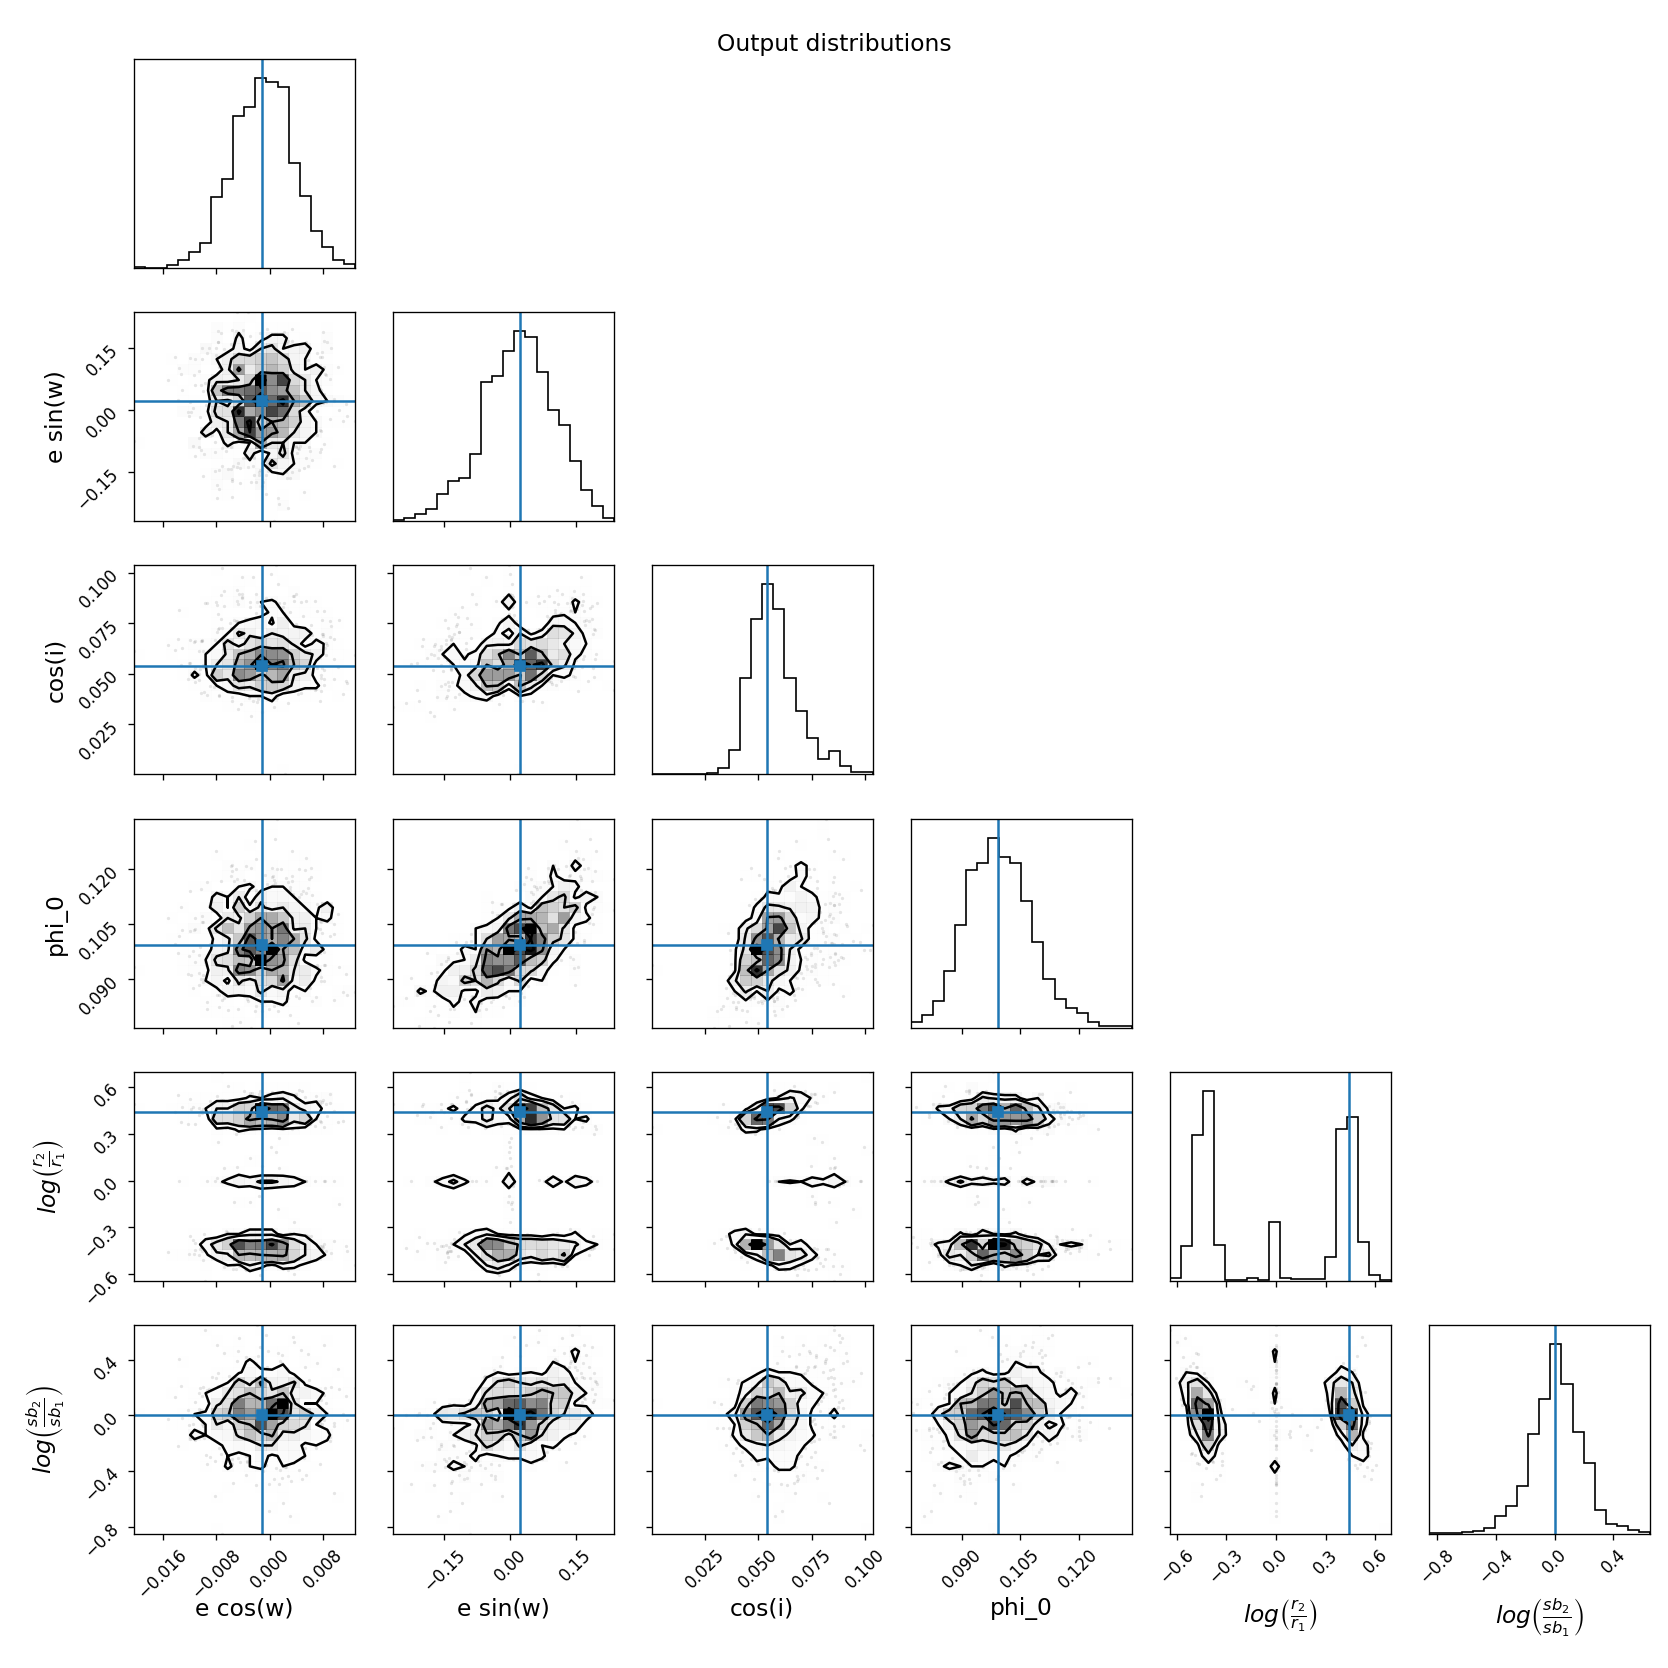 Output distributions
e sin(w)
0.15
0.00
−0.15
cos(i)
0.100
0.075
0.050
0.025
phi_0
0.120
0.105
0.090
log(r₂/r₁)
0.6
0.3
0.0
−0.3
−0.6
log(sb₂/sb₁)
0.4
0.0
−0.4
−0.8
−0.016 −0.008 0.000 0.008
−0.15 0.00 0.15
0.025 0.050 0.075 0.100
0.090 0.105 0.120
−0.6 −0.3 0.0 0.3 0.6
−0.8 −0.4 0.0 0.4
e cos(w)
e sin(w)
cos(i)
phi_0
log(r₂/r₁)
log(sb₂/sb₁)